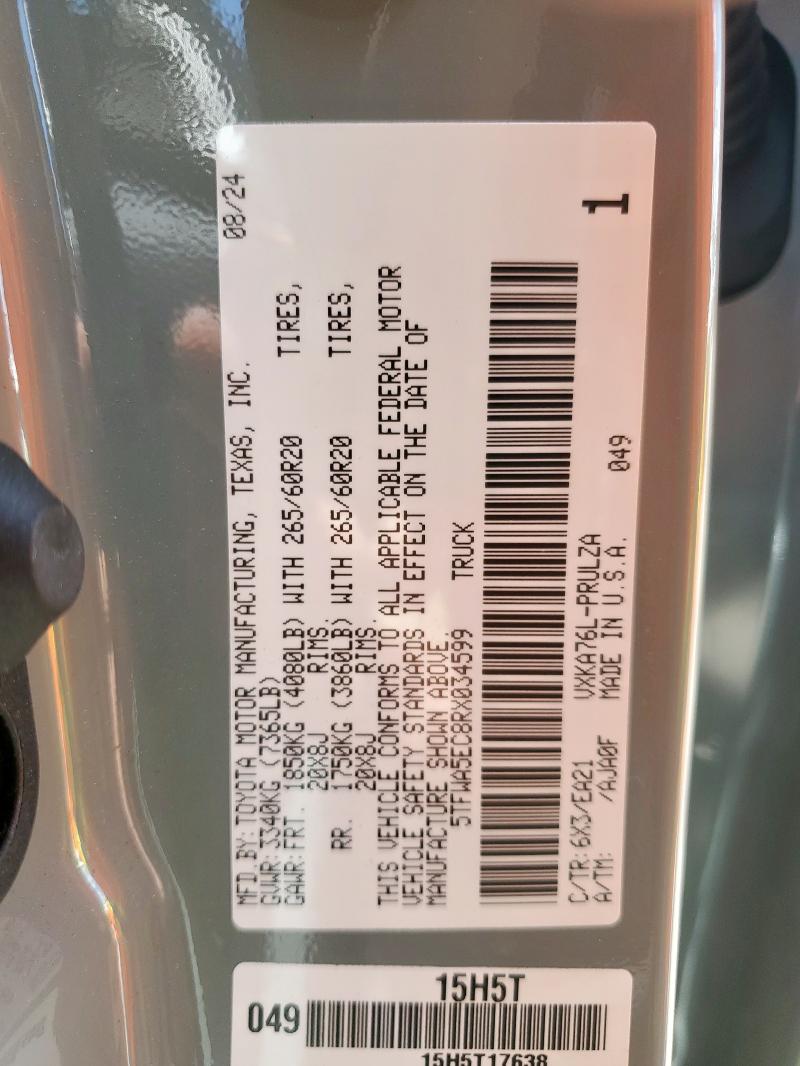 MFD.BY:TOYOTA MOTOR MANUFACTURING, TEXAS, INC. 08/24
GVWR:3340KG (7365LB)
GAWR:FRT. 1850KG (4080LB) WITH 265/60R20 TIRES,
20X8J RIMS.
RR. 1750KG (3860LB) WITH 265/60R20 TIRES,
20X8J RIMS.
THIS VEHICLE CONFORMS TO ALL APPLICABLE FEDERAL MOTOR
VEHICLE SAFETY STANDARDS IN EFFECT ON THE DATE OF
MANUFACTURE SHOWN ABOVE.
5TFWA5EC8RX034599 TRUCK
C/TR:6X3/EA21 VXKA76L-PRULZA
A/TM: /AJA0F MADE IN U.S.A. 049
1
15H5T
049
15H5T17638